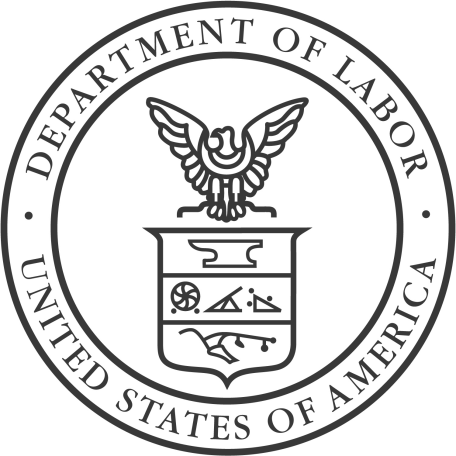 DEPARTMENT OF LABOR
UNITED STATES OF AMERICA